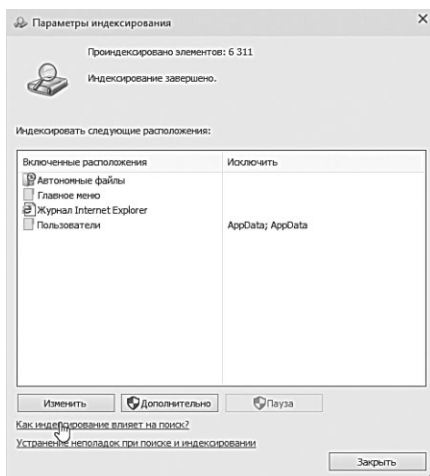 Параметры индексирования
Проиндексировано элементов: 6 311
Индексирование завершено.
Индексировать следующие расположения:
Включенные расположения Исключить
Автономные файлы
Главное меню
Журнал Internet Explorer
Пользователи AppData; AppData
Изменить Дополнительно Пауза
Как индексирование влияет на поиск?
Устранение неполадок при поиске и индексировании
Закрыть